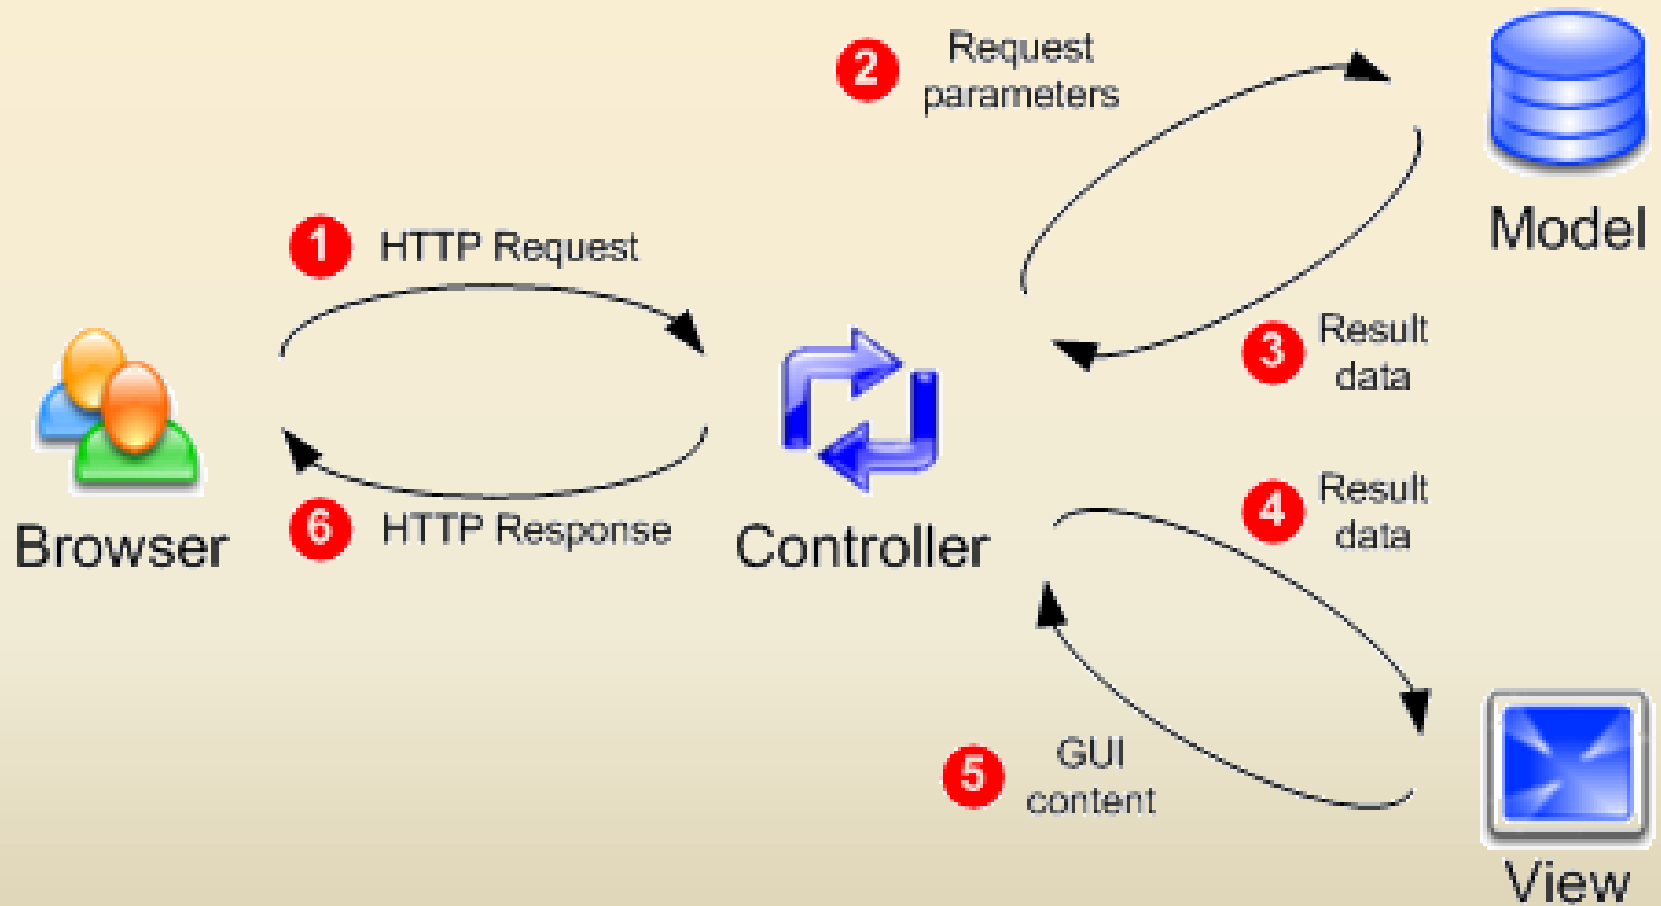 2
Request
parameters
Model
1 HTTP Request
3
Result
data
Browser
6 HTTP Response
Controller
4
Result
data
5
GUI
content
View